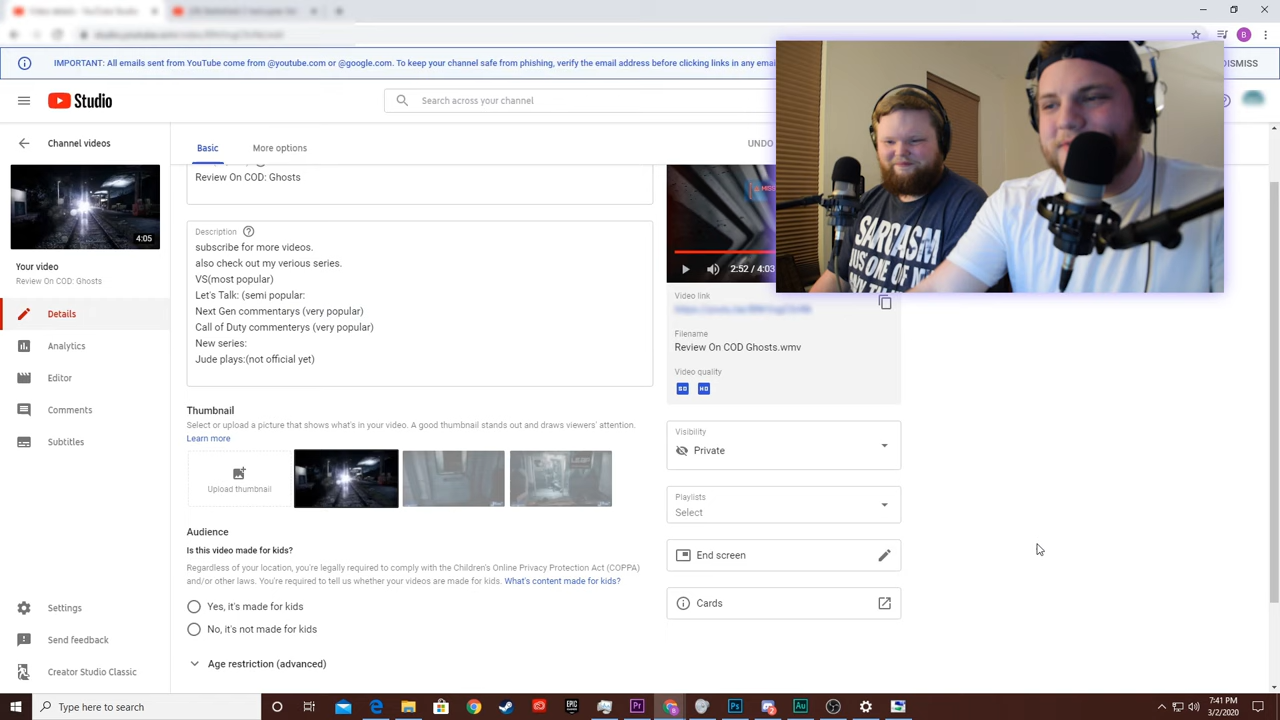 IMPORTANT: All emails sent from YouTube come from @youtube.com or @google.com. To keep your channel safe from phishing, verify the email address before clicking links in any
DISMISS
Studio
Search across your channel
Channel videos
Basic
More options
UNDO
Review On COD: Ghosts
4:05
Your video
Review On COD: Ghosts
Details
Analytics
Editor
Comments
Subtitles
Settings
Send feedback
Creator Studio Classic
Description
subscribe for more videos.
also check out my verious series.
VS(most popular)
Let's Talk: (semi popular:
Next Gen commentarys (very popular)
Call of Duty commenterys (very popular)
New series:
Jude plays:(not official yet)
Thumbnail
Select or upload a picture that shows what's in your video. A good thumbnail stands out and draws viewers' attention.
Learn more
Upload thumbnail
Audience
Is this video made for kids?
Regardless of your location, you're legally required to comply with the Children's Online Privacy Protection Act (COPPA)
and/or other laws. You're required to tell us whether your videos are made for kids. What's content made for kids?
Yes, it's made for kids
No, it's not made for kids
Age restriction (advanced)
2:52 / 4:03
Video link
Filename
Review On COD Ghosts.wmv
Video quality
SD HD
Visibility
Private
Playlists
Select
End screen
Cards
SARCASM
JUST ONE OF MY
Type here to search
7:41 PM
3/2/2020